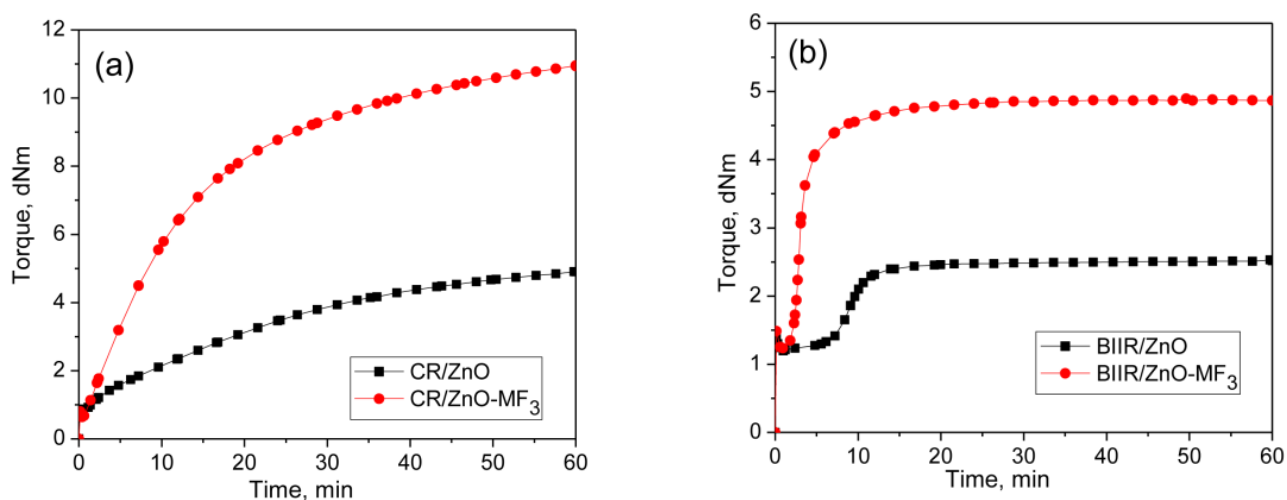 (a)
Torque, dNm
12
10
8
6
4
2
0
0 10 20 30 40 50 60
Time, min
CR/ZnO
CR/ZnO-MF3
(b)
Torque, dNm
6
5
4
3
2
1
0
0 10 20 30 40 50 60
Time, min
BIIR/ZnO
BIIR/ZnO-MF3